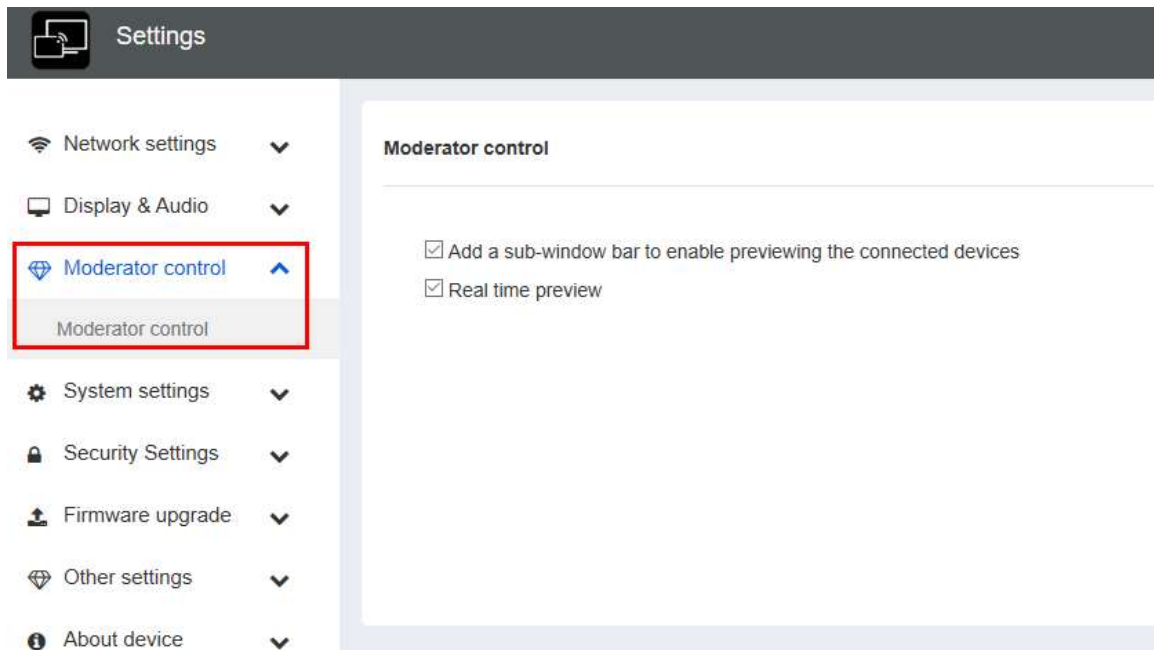 Settings
Network settings
Display & Audio
Moderator control
Moderator control
System settings
Security Settings
Firmware upgrade
Other settings
About device
Moderator control
Add a sub-window bar to enable previewing the connected devices
Real time preview